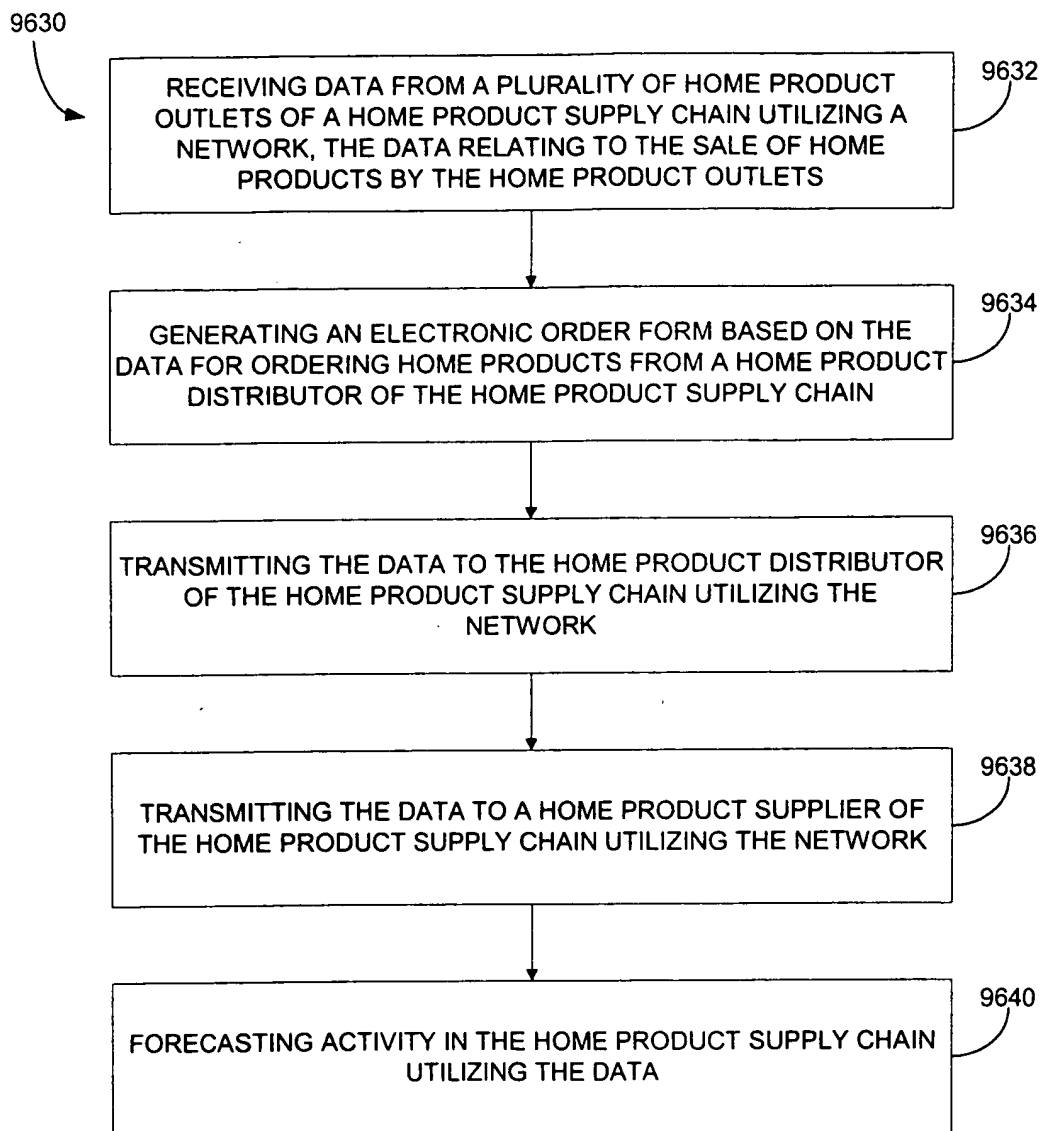 9630
9632
RECEIVING DATA FROM A PLURALITY OF HOME PRODUCT
OUTLETS OF A HOME PRODUCT SUPPLY CHAIN UTILIZING A
NETWORK, THE DATA RELATING TO THE SALE OF HOME
PRODUCTS BY THE HOME PRODUCT OUTLETS
9634
GENERATING AN ELECTRONIC ORDER FORM BASED ON THE
DATA FOR ORDERING HOME PRODUCTS FROM A HOME PRODUCT
DISTRIBUTOR OF THE HOME PRODUCT SUPPLY CHAIN
9636
TRANSMITTING THE DATA TO THE HOME PRODUCT DISTRIBUTOR
OF THE HOME PRODUCT SUPPLY CHAIN UTILIZING THE
NETWORK
9638
TRANSMITTING THE DATA TO A HOME PRODUCT SUPPLIER OF
THE HOME PRODUCT SUPPLY CHAIN UTILIZING THE NETWORK
9640
FORECASTING ACTIVITY IN THE HOME PRODUCT SUPPLY CHAIN
UTILIZING THE DATA